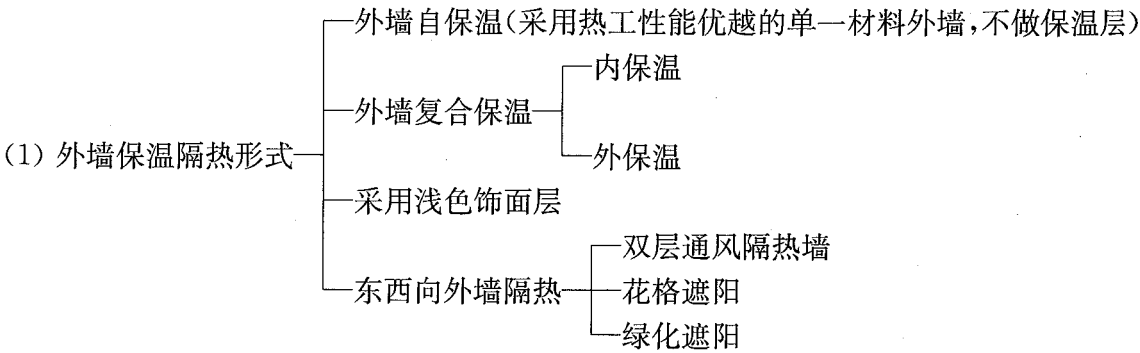 外墙自保温(采用热工性能优越的单一材料外墙,不做保温层)
内保温
外墙复合保温
外保温
(1) 外墙保温隔热形式
采用浅色饰面层
双层通风隔热墙
东西向外墙隔热
花格遮阳
绿化遮阳